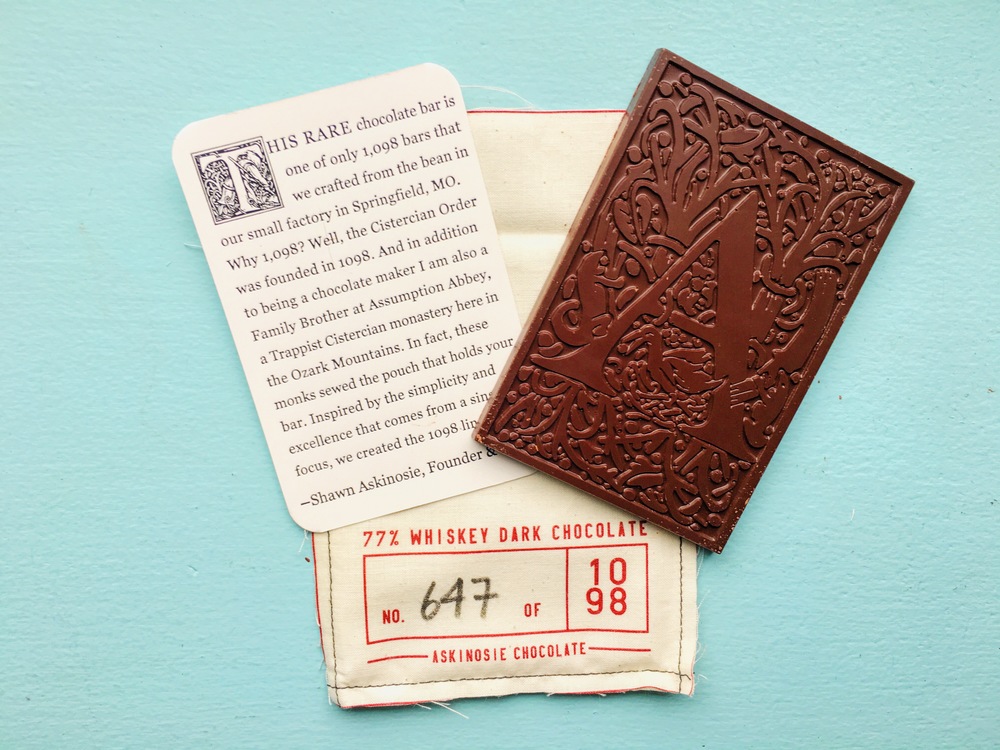 THIS RARE chocolate bar is
one of only 1,098 bars that
we crafted from the bean in
our small factory in Springfield, MO.
Why 1,098? Well, the Cistercian Order
was founded in 1098. And in addition
to being a chocolate maker I am also a
Family Brother at Assumption Abbey,
a Trappist Cistercian monastery here in
the Ozark Mountains. In fact, these
monks sewed the pouch that holds your
bar. Inspired by the simplicity and
excellence that comes from a
focus, we created the 1098
—Shawn Askinosie, Founder &
A
77% WHISKEY DARK CHOCOLATE
NO. 647 OF
10
98
ASKINOSIE CHOCOLATE